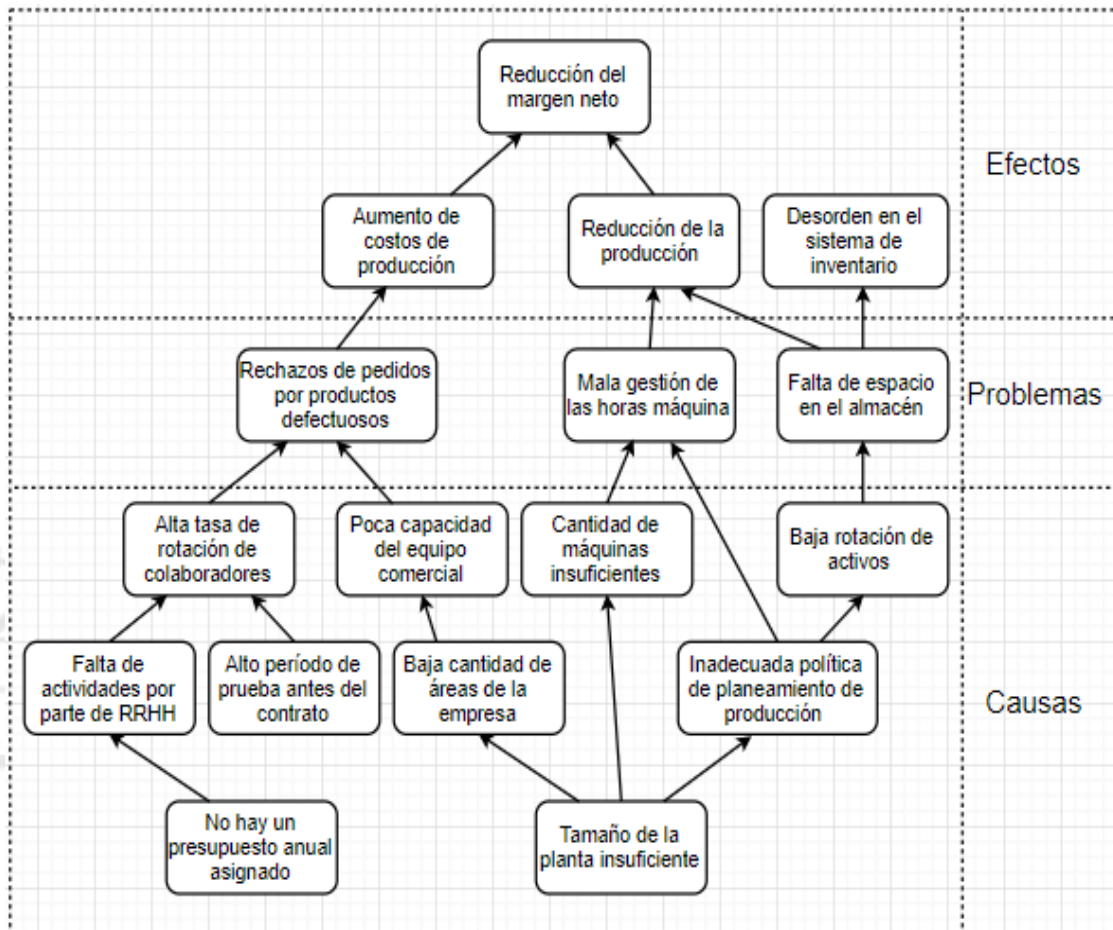 Reducción del
margen neto
Efectos
Aumento de
costos de
producción
Reducción de la
producción
Desorden en el
sistema de
inventario
Rechazos de pedidos
por productos
defectuosos
Mala gestión de
las horas máquina
Falta de espacio
en el almacén
Problemas
Alta tasa de
rotación de
colaboradores
Poca capacidad
del equipo
comercial
Cantidad de
máquinas
insuficientes
Baja rotación de
activos
Falta de
actividades por
parte de RRHH
Alto período de
prueba antes del
contrato
Baja cantidad de
áreas de la
empresa
Inadecuada política
de planeamiento de
producción
Causas
No hay un
presupuesto anual
asignado
Tamaño de la
planta insuficiente